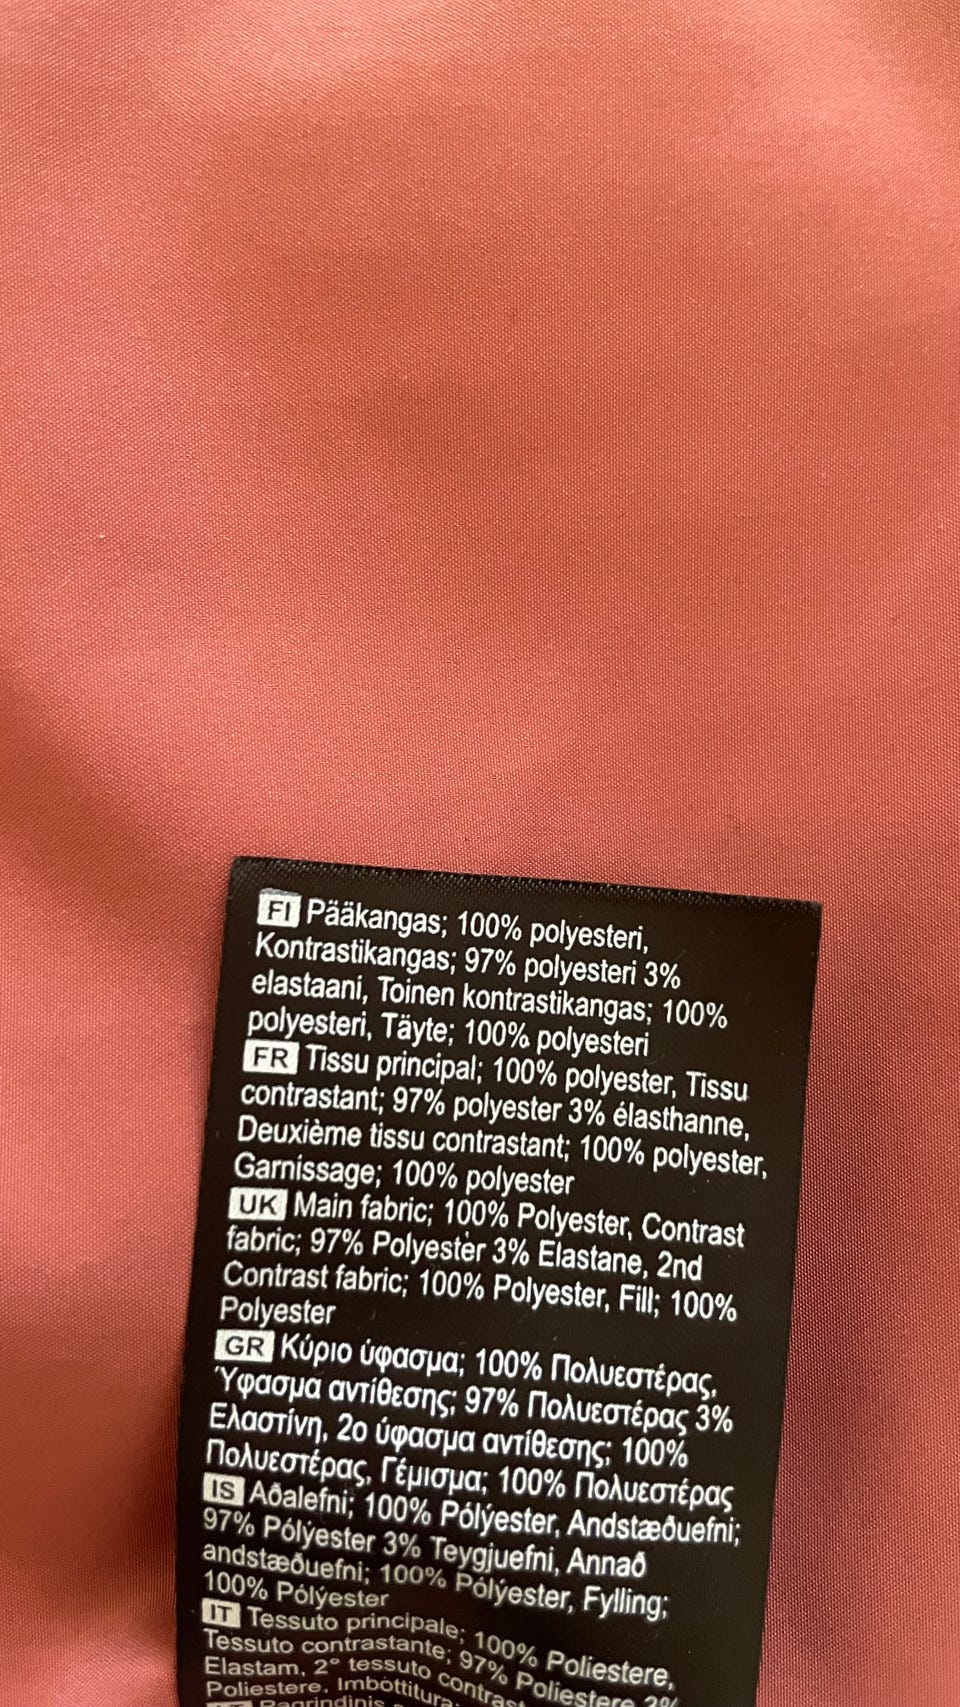 FI Pääkangas; 100% polyesteri,
Kontrastikangas; 97% polyesteri 3%
elastaani, Toinen kontrastikangas; 100%
polyesteri, Täyte; 100% polyesteri
FR Tissu principal; 100% polyester, Tissu
contrastant; 97% polyester 3% élasthanne,
Deuxième tissu contrastant; 100% polyester,
Garnissage; 100% polyester
UK Main fabric; 100% Polyester, Contrast
fabric; 97% Polyester 3% Elastane, 2nd
Contrast fabric; 100% Polyester, Fill; 100%
Polyester
GR Κύριο ύφασμα; 100% Πολυεστέρας,
Ύφασμα αντίθεσης; 97% Πολυεστέρας 3%
Ελαστίνη, 2ο ύφασμα αντίθεσης; 100%
Πολυεστέρας, Γέμισμα; 100% Πολυεστέρας
IS Aðalefni; 100% Pólýester, Andstæðuefni;
97% Pólýester 3% Teygjuefni, Annað
andstæðuefni; 100% Pólýester, Fylling;
100% Pólýester
IT Tessuto principale; 100% Poliestere,
Tessuto contrastante; 97% Poliestere 3%
Elastam, 2° tessuto
Poliestere, Imbottitura;
Pagrindinis